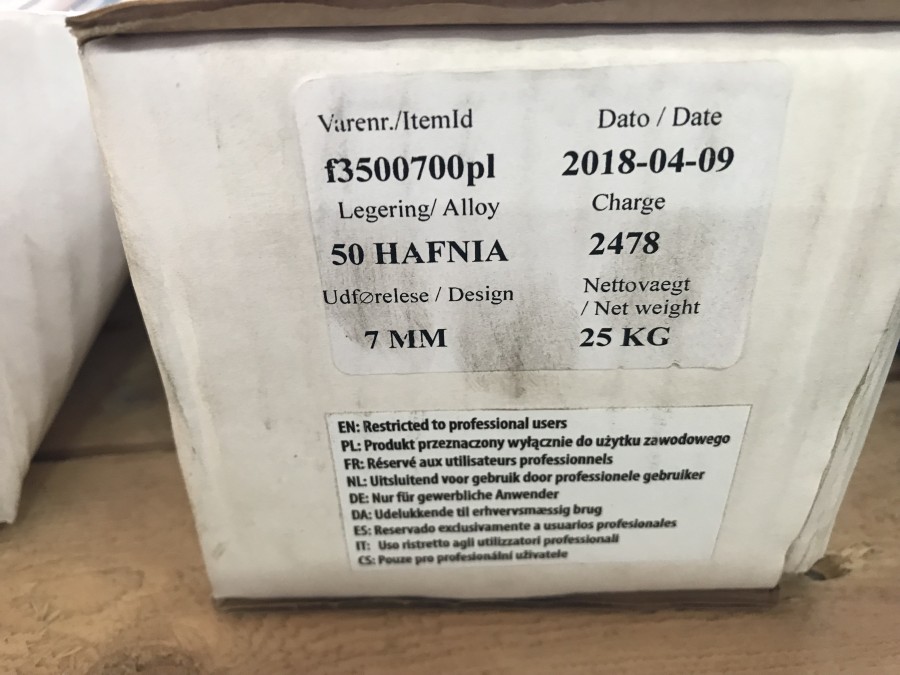 Varenr./ItemId
f3500700pl
Legering/ Alloy
50 HAFNIA
Udførelese / Design
7 MM
Dato / Date
2018-04-09
Charge
2478
Nettovaegt
/ Net weight
25 KG
EN: Restricted to professional users
PL: Produkt przeznaczony wyłącznie do użytku zawodowego
FR: Réservé aux utilisateurs professionnels
NL: Uitsluitend voor gebruik door professionele gebruiker
DE: Nur für gewerbliche Anwender
DA: Udelukkende til erhvervsmæssig brug
ES: Reservado exclusivamente a usuarios profesionales
IT: Uso ristretto agli utilizzatori professionali
CS: Pouze pro profesionální uživatele